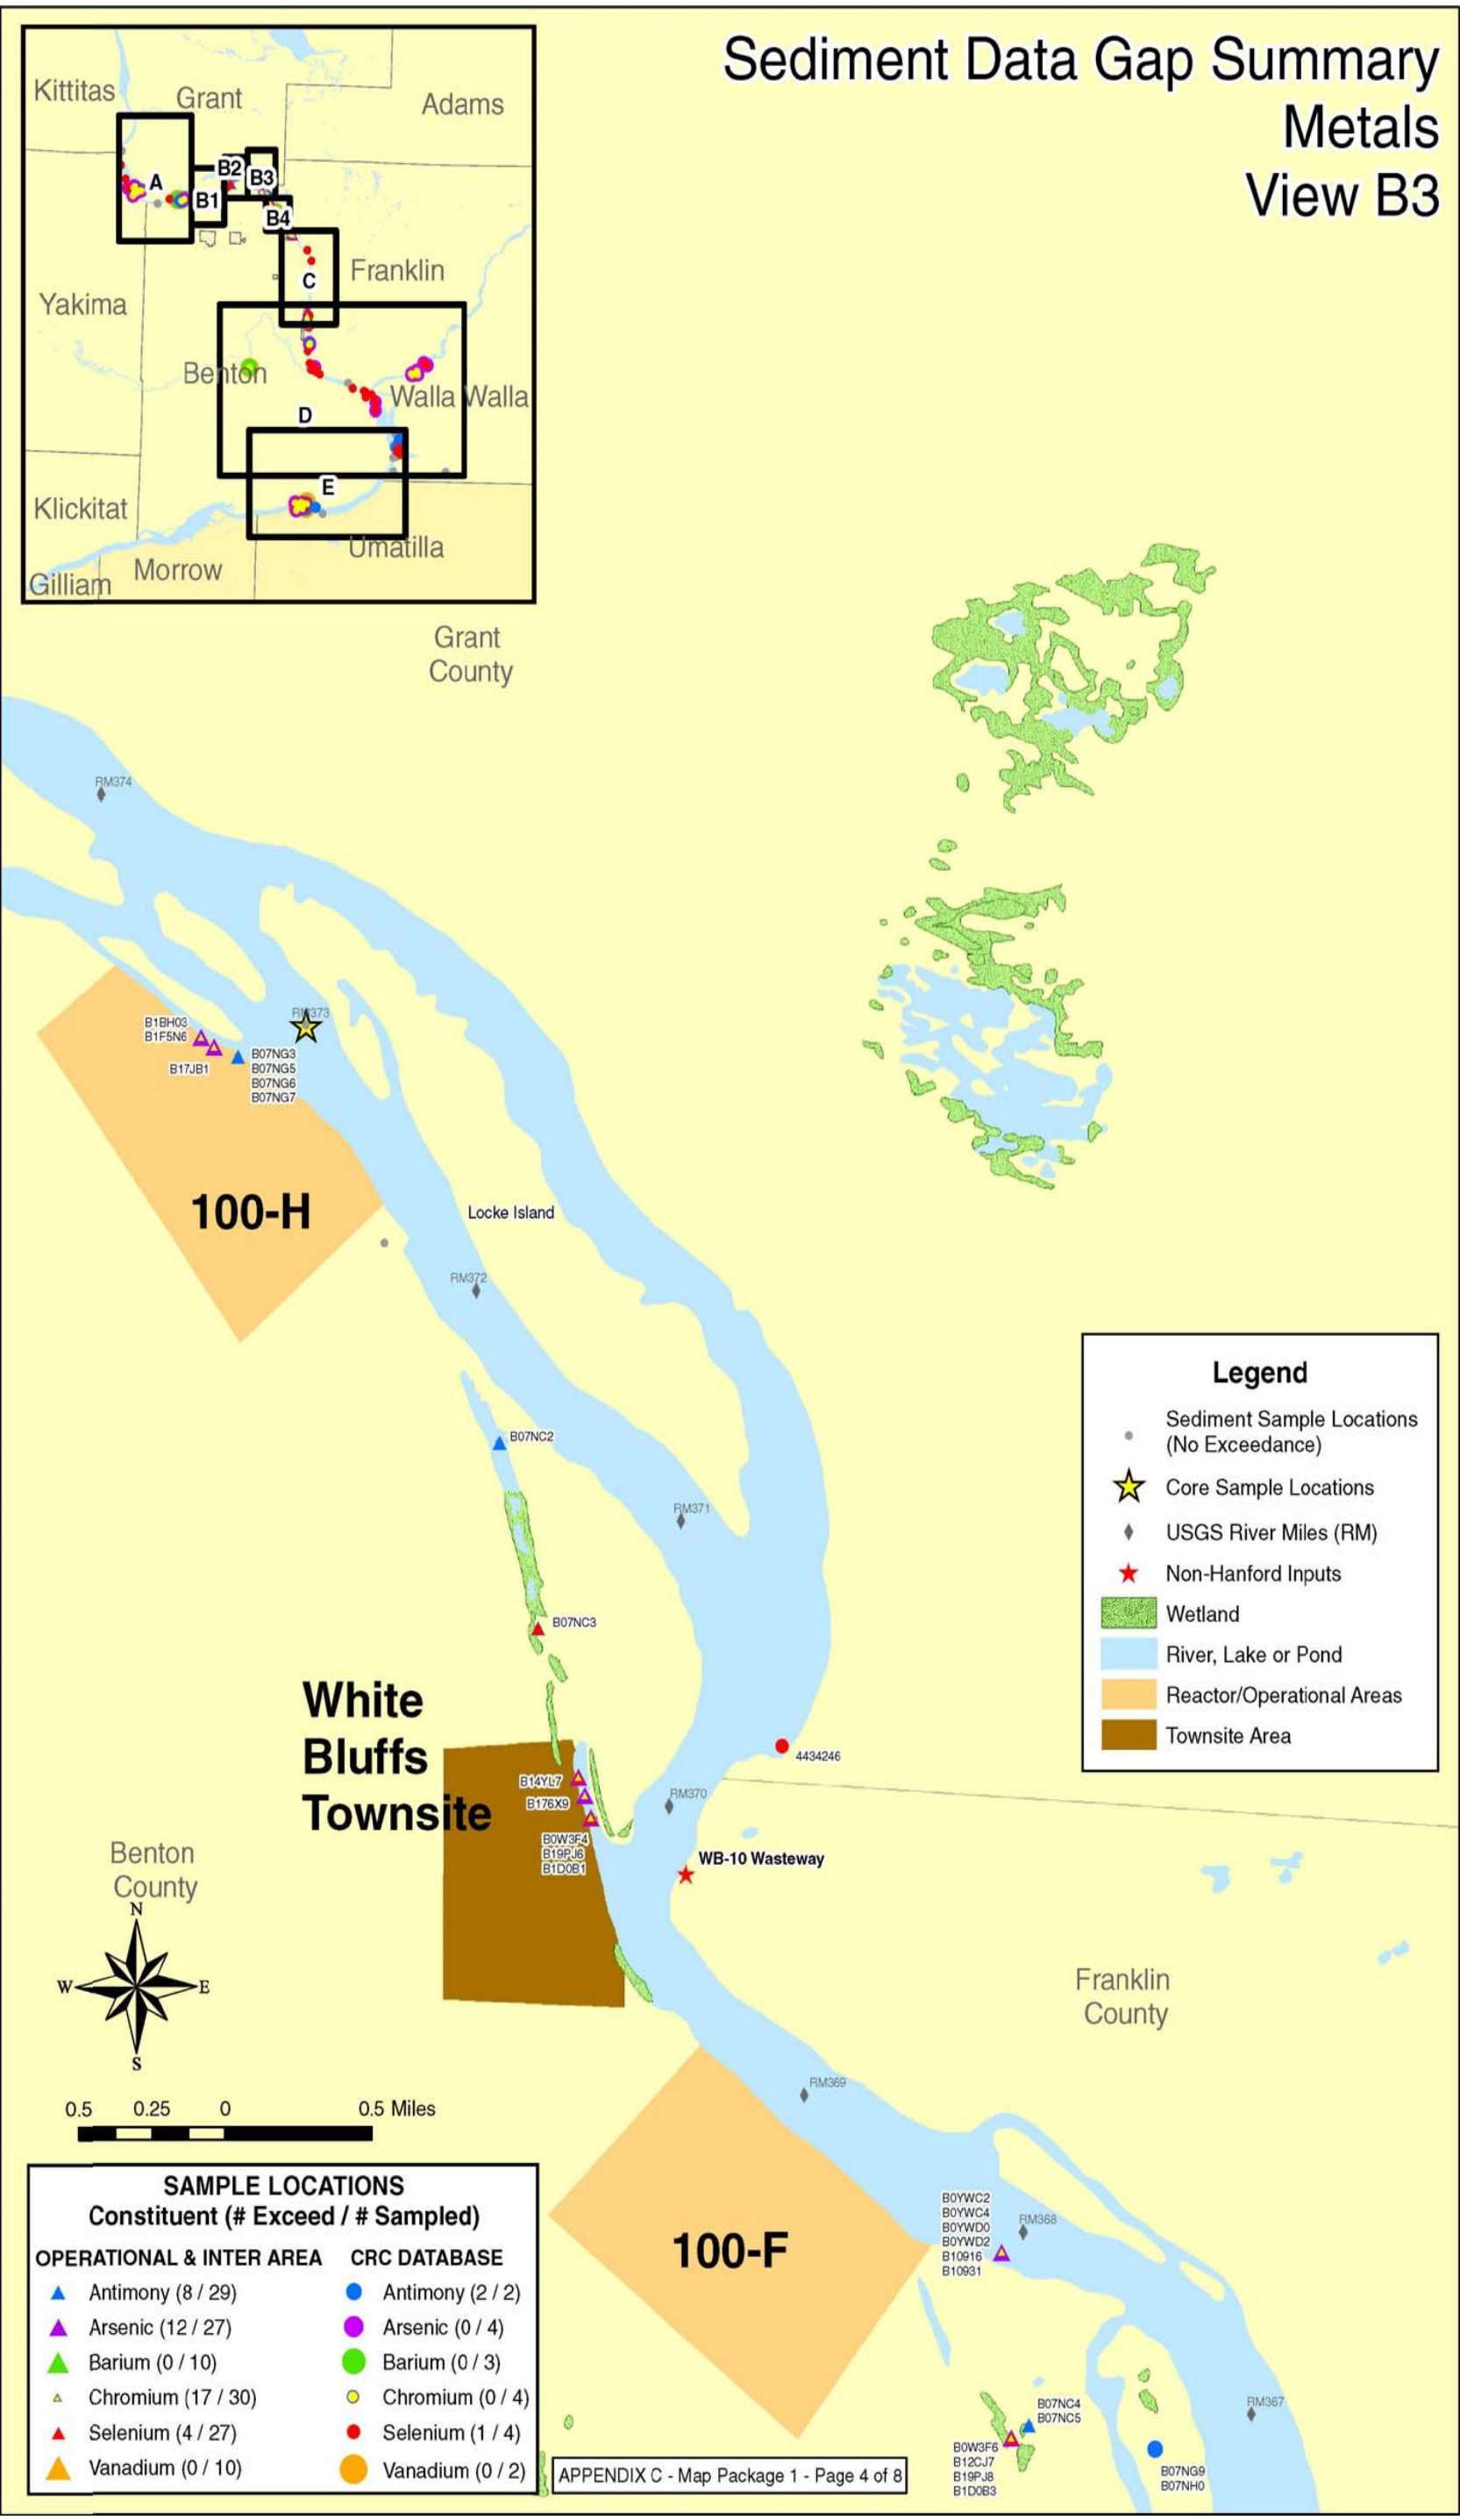 Sediment Data Gap Summary
Metals
View B3
Kittitas
Grant
Adams
A
B1
B2
B3
B4
C
Franklin
Yakima
Benton
Walla Walla
D
E
Klickitat
Umatilla
Morrow
Gilliam
Grant
County
RM374
RM373
B1BH03
B1F5N6
B17JB1
B07NG3
B07NG5
B07NG6
B07NG7
100-H
Locke Island
RM372
B07NC2
RM371
B07NC3
Legend
Sediment Sample Locations
(No Exceedance)
Core Sample Locations
USGS River Miles (RM)
Non-Hanford Inputs
Wetland
River, Lake or Pond
Reactor/Operational Areas
Townsite Area
White
Bluffs
Townsite
4434246
B14YL7
B176X9
B0W3F4
B19PJ6
B1D0B1
RM370
WB-10 Wasteway
Benton
County
N
W
E
S
Franklin
County
RM369
0.5 0.25 0 0.5 Miles
100-F
B0YWC2
B0YWC4
B0YWD0
B0YWD2
B10916
B10931
RM368
RM367
B07NC4
B07NC5
B0W3F6
B12CJ7
B19PJ8
B1D0B3
B07NG9
B07NH0
SAMPLE LOCATIONS
Constituent (# Exceed / # Sampled)
OPERATIONAL & INTER AREA CRC DATABASE
Antimony (8 / 29) Antimony (2 / 2)
Arsenic (12 / 27) Arsenic (0 / 4)
Barium (0 / 10) Barium (0 / 3)
Chromium (17 / 30) Chromium (0 / 4)
Selenium (4 / 27) Selenium (1 / 4)
Vanadium (0 / 10) Vanadium (0 / 2)
APPENDIX C - Map Package 1 - Page 4 of 8